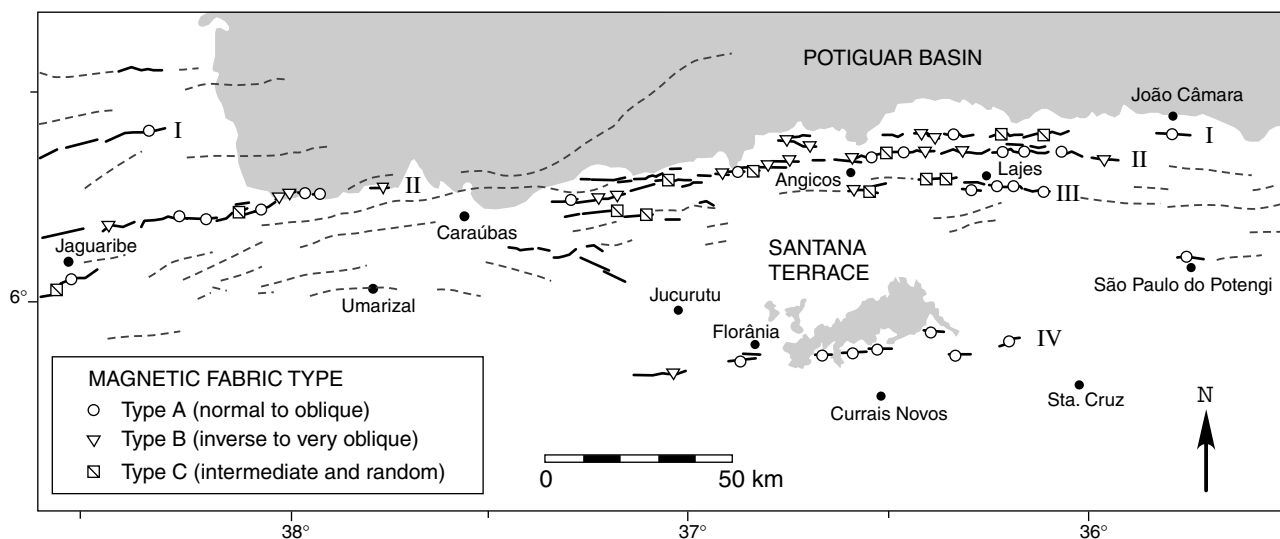 POTIGUAR BASIN
João Câmara
I
I
II
Lajes
Angicos
II
III
Caraúbas
Jaguaribe
SANTANA
TERRACE
São Paulo do Potengi
6°
Umarizal
Jucurutu
Florânia
IV
Sta. Cruz
Currais Novos
N
MAGNETIC FABRIC TYPE
Type A (normal to oblique)
Type B (inverse to very oblique)
Type C (intermediate and random)
0 50 km
38° 37° 36°